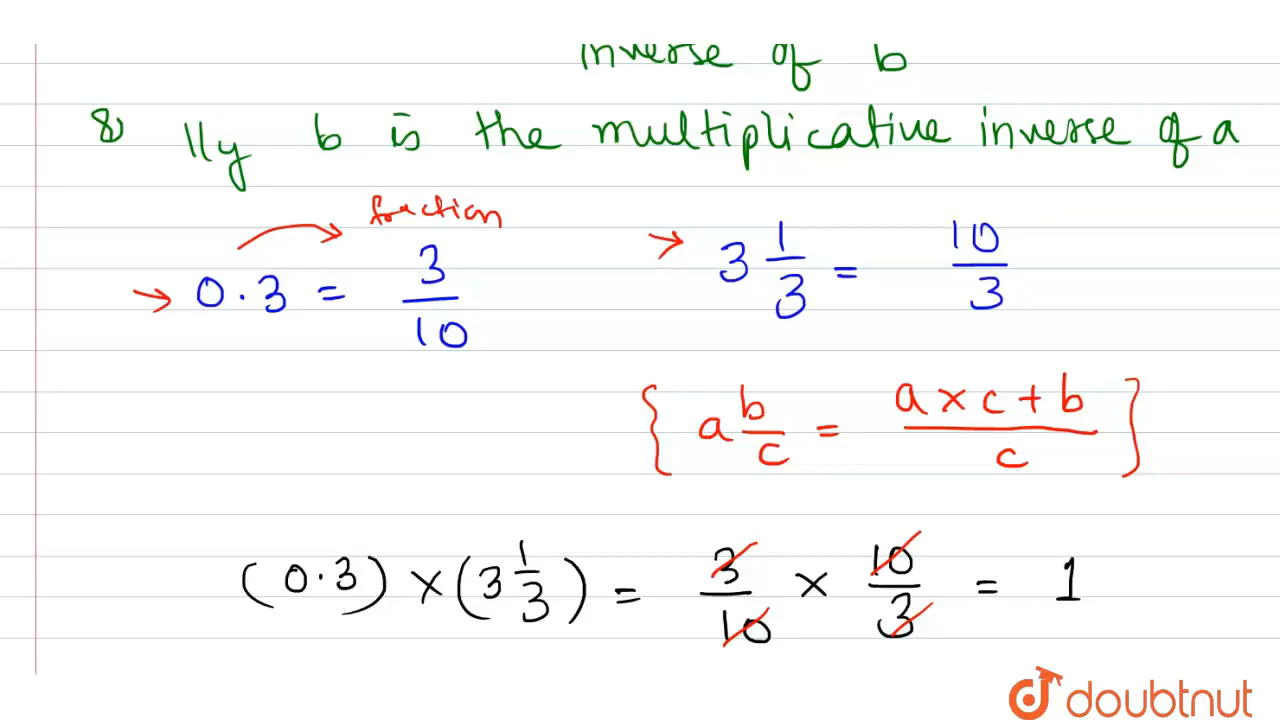 inverse of b
& lly b is the multiplicative inverse of a
fraction
→ 0.3 = 3/10
→ 3 1/3 = 10/3
{ a b/c = (a x c + b)/c }
(0.3) × (3 1/3) = 3/10 × 10/3 = 1
doubtnut